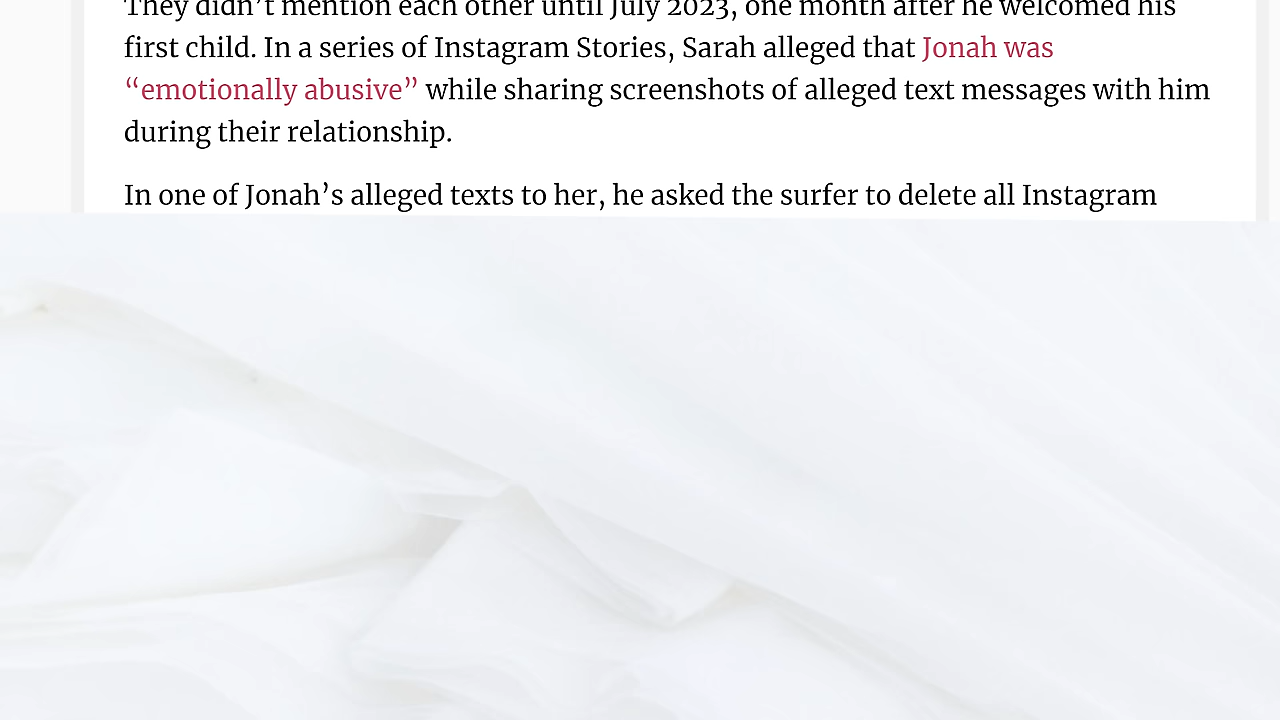 They didn’t mention each other until July 2023, one month after he welcomed his
first child. In a series of Instagram Stories, Sarah alleged that Jonah was
“emotionally abusive” while sharing screenshots of alleged text messages with him
during their relationship.
In one of Jonah’s alleged texts to her, he asked the surfer to delete all Instagram